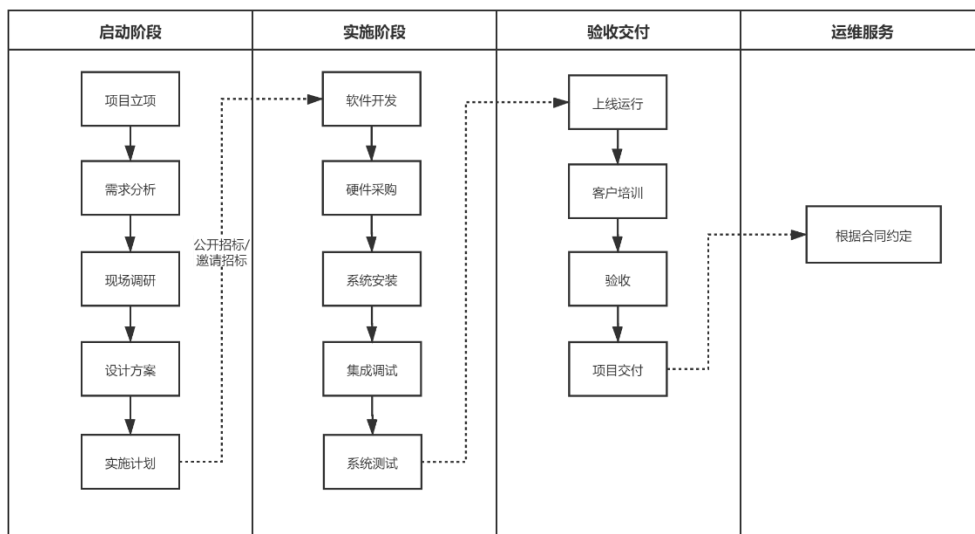 启动阶段
实施阶段
验收交付
运维服务
项目立项
需求分析
现场调研
设计方案
实施计划
公开招标/
邀请招标
软件开发
硬件采购
系统安装
集成调试
系统测试
上线运行
客户培训
验收
项目交付
根据合同约定